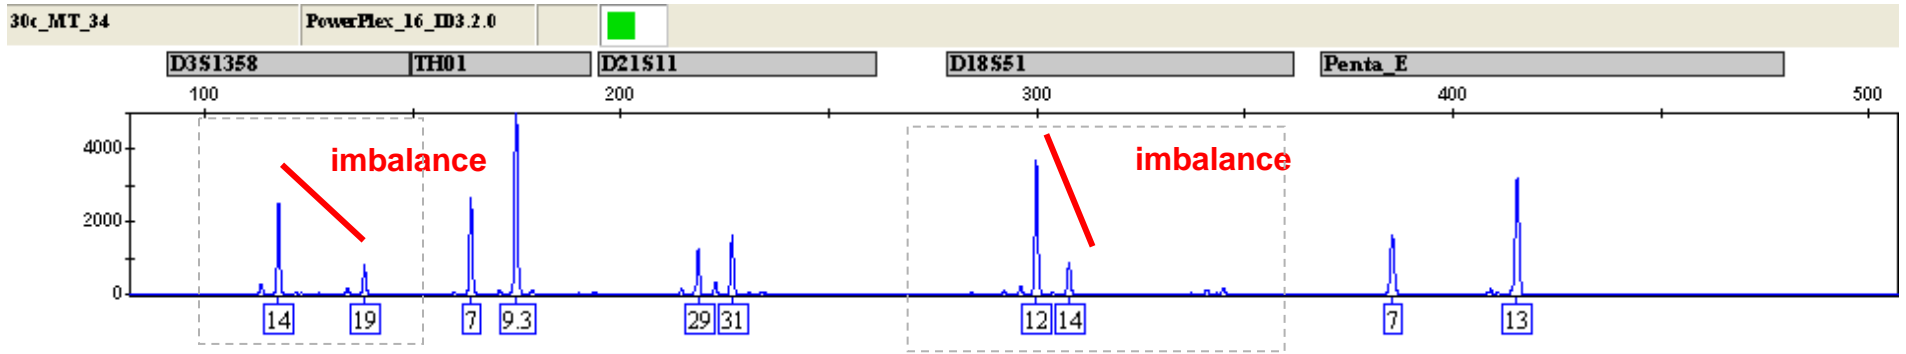 30c_MT_34 PowerPlex_16_ID3.2.0
D3S1358 TH01 D21S11 D18S51 Penta_E
100 200 300 400 500
4000
imbalance imbalance
2000
0
14 19 7 9.3 29 31 12 14 7 13